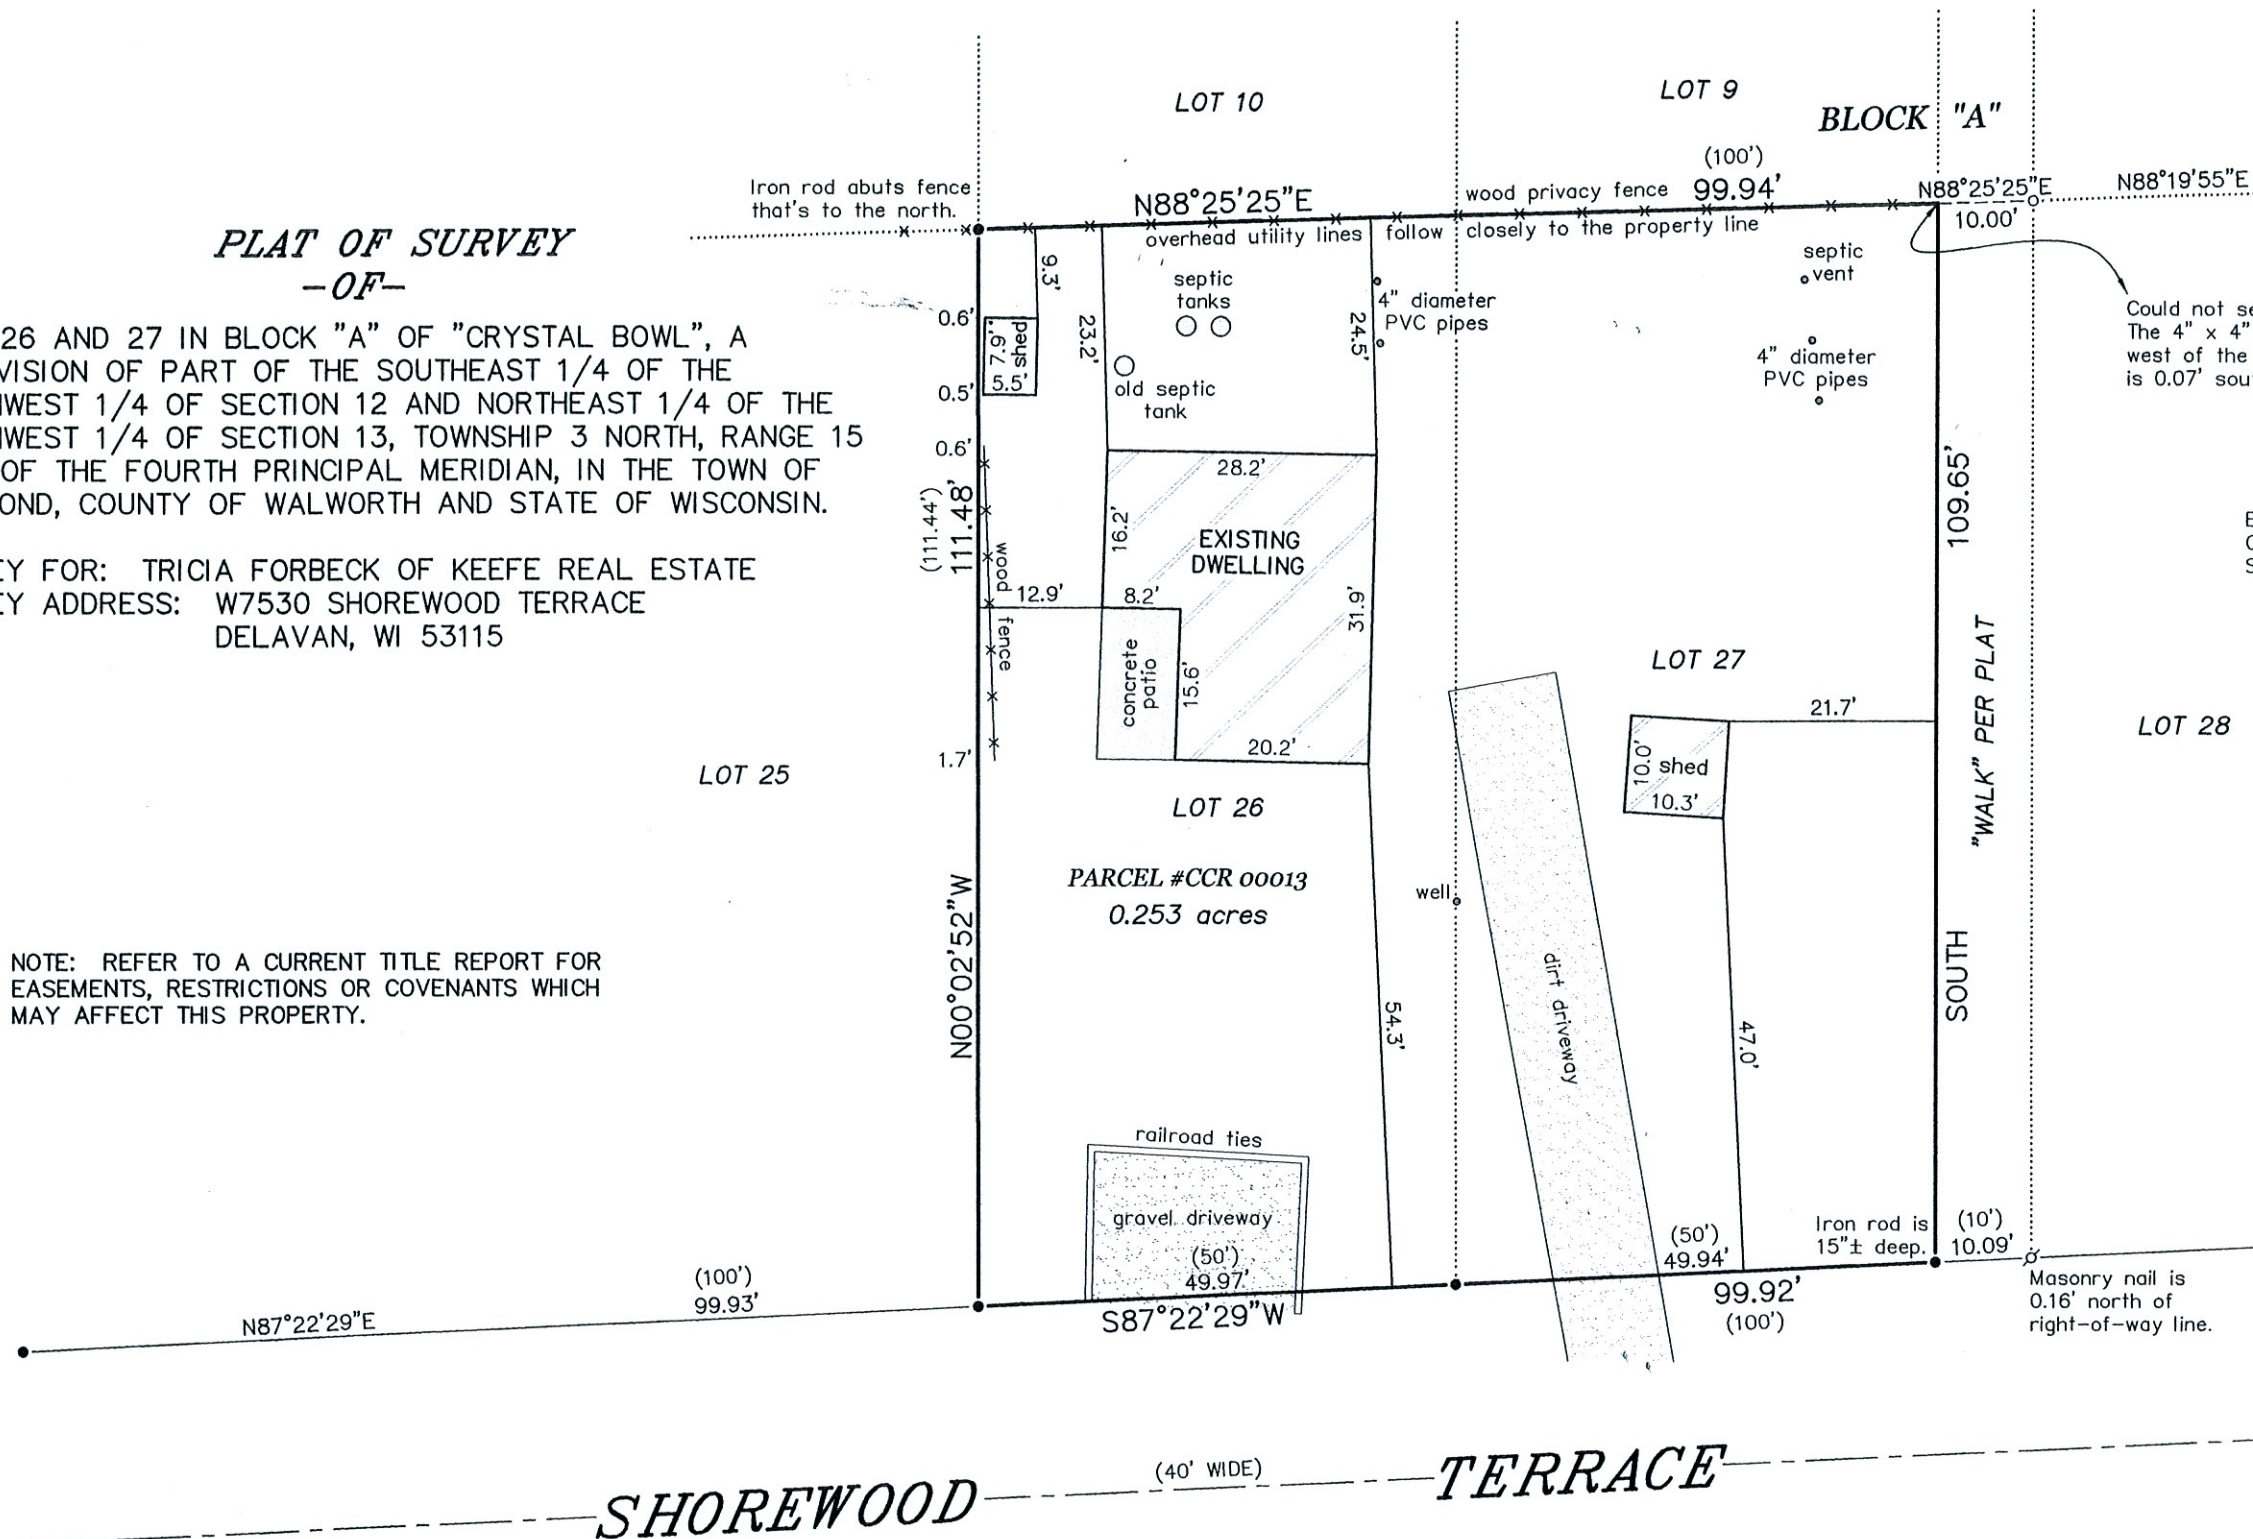 PLAT OF SURVEY
-OF-
26 AND 27 IN BLOCK "A" OF "CRYSTAL BOWL", A
VISION OF PART OF THE SOUTHEAST 1/4 OF THE
WEST 1/4 OF SECTION 12 AND NORTHEAST 1/4 OF THE
WEST 1/4 OF SECTION 13, TOWNSHIP 3 NORTH, RANGE 15
OF THE FOURTH PRINCIPAL MERIDIAN, IN THE TOWN OF
OND, COUNTY OF WALWORTH AND STATE OF WISCONSIN.
EY FOR: TRICIA FORBECK OF KEEFE REAL ESTATE
EY ADDRESS: W7530 SHOREWOOD TERRACE
DELAVAN, WI 53115
NOTE: REFER TO A CURRENT TITLE REPORT FOR
EASEMENTS, RESTRICTIONS OR COVENANTS WHICH
MAY AFFECT THIS PROPERTY.
LOT 10
LOT 9
BLOCK "A"
Iron rod abuts fence
that's to the north.
N88°25'25"E
wood privacy fence
(100')
99.94'
N88°25'25"E
10.00'
N88°19'55"E
overhead utility lines follow closely to the property line
9.3'
23.2'
24.5'
septic
tanks
old septic
tank
4" diameter
PVC pipes
septic
vent
4" diameter
PVC pipes
Could not se
The 4" x 4"
west of the
is 0.07' sou
0.6'
shed
7.9'
5.5'
0.5'
0.6'
(111.44')
111.48'
wood fence
1.7'
12.9'
8.2'
16.2'
28.2'
EXISTING
DWELLING
31.9'
concrete
patio
15.6'
20.2'
109.65'
"WALK" PER PLAT
SOUTH
LOT 25
LOT 26
LOT 27
LOT 28
21.7'
10.0'
shed
10.3'
PARCEL #CCR 00013
0.253 acres
N00°02'52"W
well
dirt driveway
54.3'
47.0'
railroad ties
gravel driveway
(50')
49.97'
S87°22'29"W
(50')
49.94'
99.92'
(100')
Iron rod is
15"± deep.
(10')
10.09'
Masonry nail is
0.16' north of
right-of-way line.
N87°22'29"E
(100')
99.93'
SHOREWOOD (40' WIDE) TERRACE